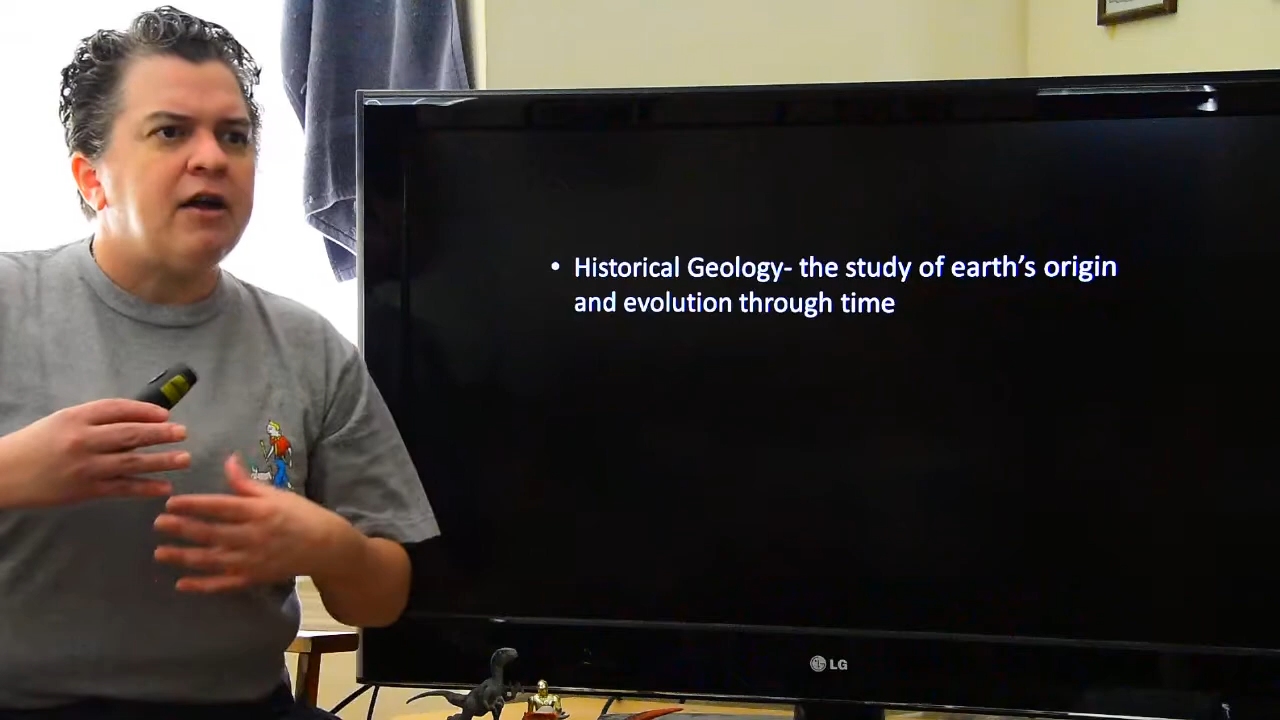 • Historical Geology- the study of earth's origin
and evolution through time
LG